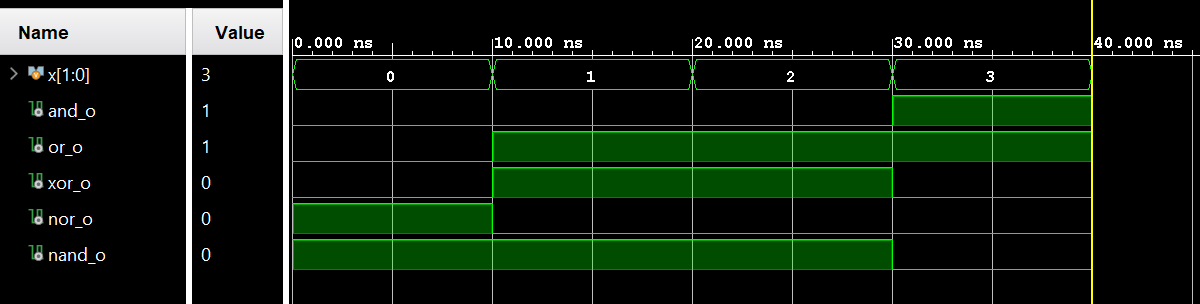 Name Value
0.000 ns 10.000 ns 20.000 ns 30.000 ns 40.000 ns
x[1:0] 3 0 1 2 3
and_o 1
or_o 1
xor_o 0
nor_o 0
nand_o 0